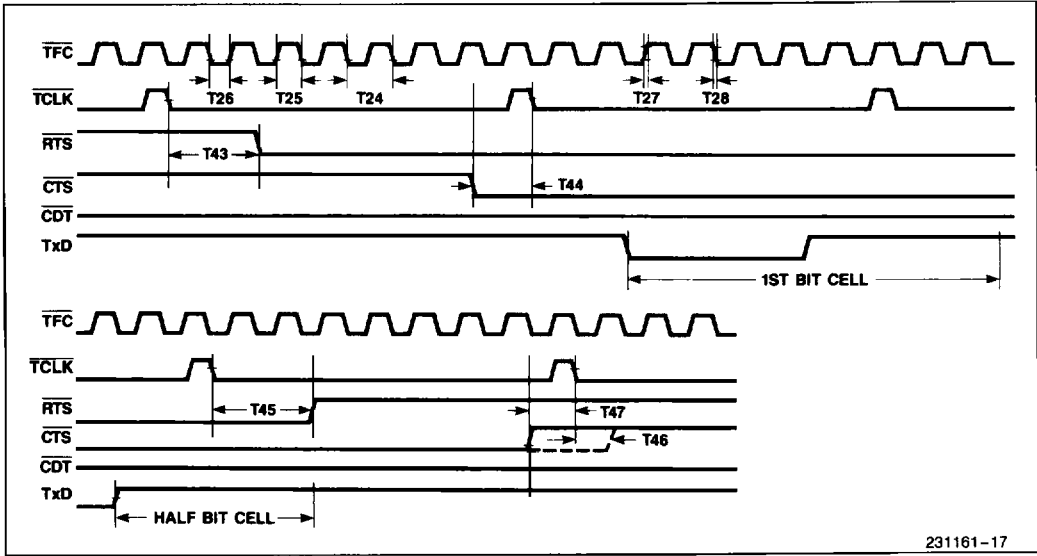 TFC
T26 T25 T24 T27 T28
TCLK
RTS
T43
CTS
T44
CDT
TxD
1ST BIT CELL
TFC
TCLK
RTS
T45 T47
CTS
T46
CDT
TxD
HALF BIT CELL
231161-17